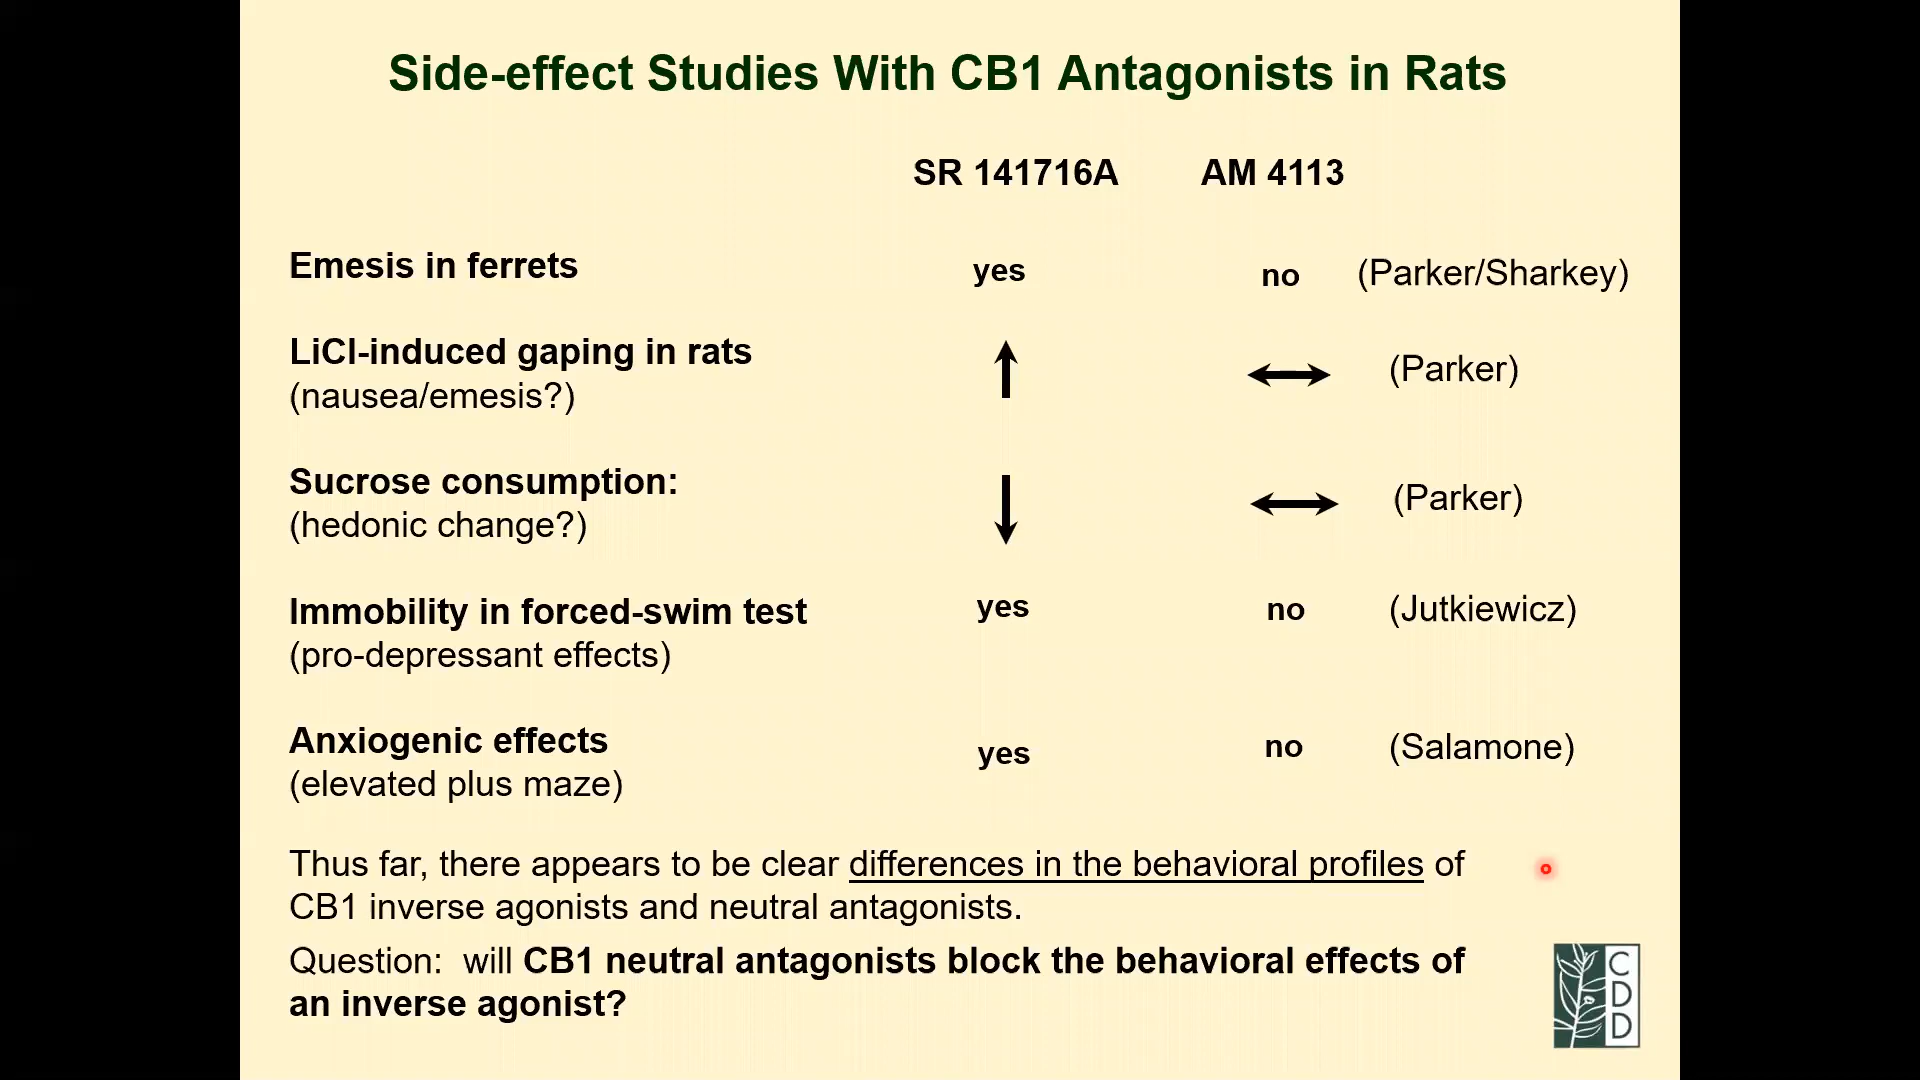 Side-effect Studies With CB1 Antagonists in Rats
SR 141716A AM 4113
Emesis in ferrets yes no (Parker/Sharkey)
LiCl-induced gaping in rats (Parker)
(nausea/emesis?)
Sucrose consumption: (Parker)
(hedonic change?)
Immobility in forced-swim test yes no (Jutkiewicz)
(pro-depressant effects)
Anxiogenic effects yes no (Salamone)
(elevated plus maze)
Thus far, there appears to be clear differences in the behavioral profiles of
CB1 inverse agonists and neutral antagonists.
Question: will CB1 neutral antagonists block the behavioral effects of
an inverse agonist?
CDD